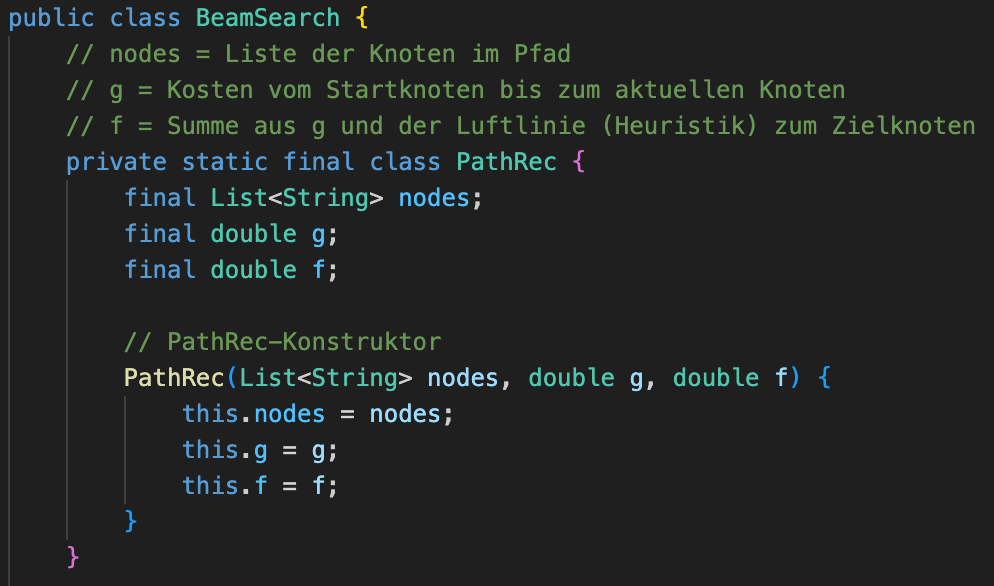 public class BeamSearch {
    // nodes = Liste der Knoten im Pfad
    // g = Kosten vom Startknoten bis zum aktuellen Knoten
    // f = Summe aus g und der Luftlinie (Heuristik) zum Zielknoten
    private static final class PathRec {
        final List<String> nodes;
        final double g;
        final double f;

        // PathRec-Konstruktor
        PathRec(List<String> nodes, double g, double f) {
            this.nodes = nodes;
            this.g = g;
            this.f = f;
        }
    }